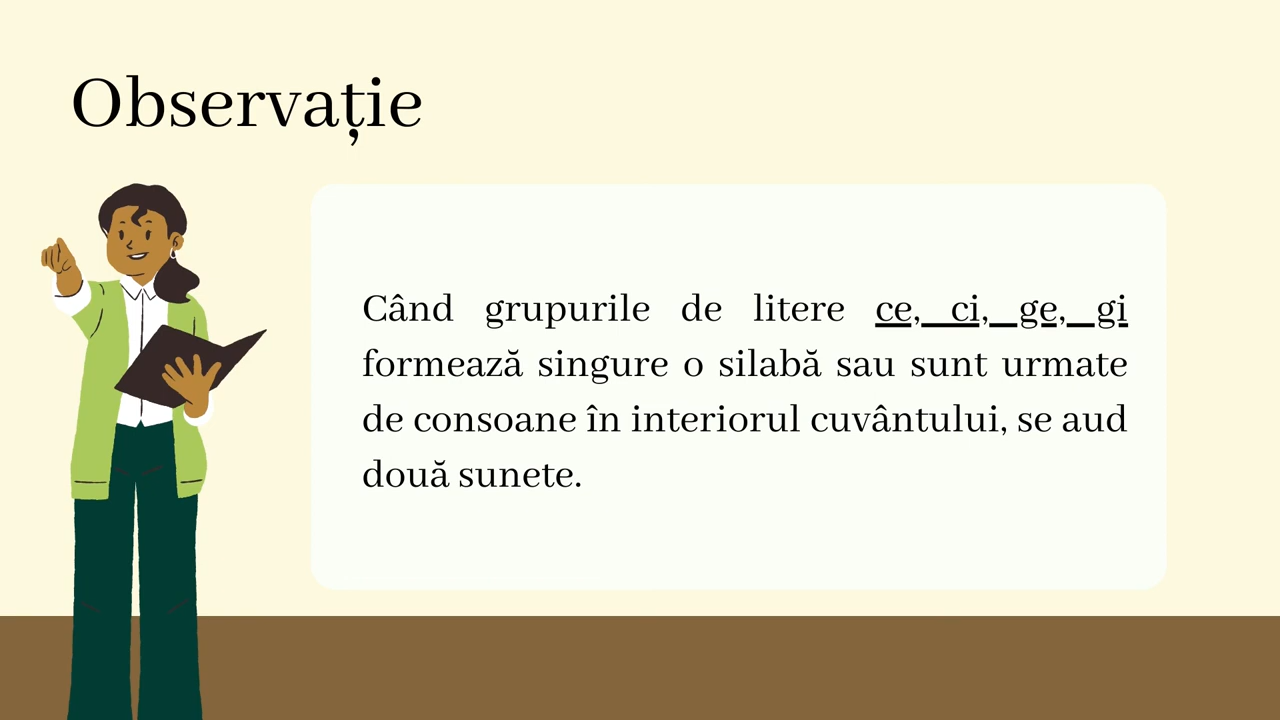 Observație
Când grupurile de litere ce, ci, ge, gi
formează singure o silabă sau sunt urmate
de consoane în interiorul cuvântului, se aud
două sunete.